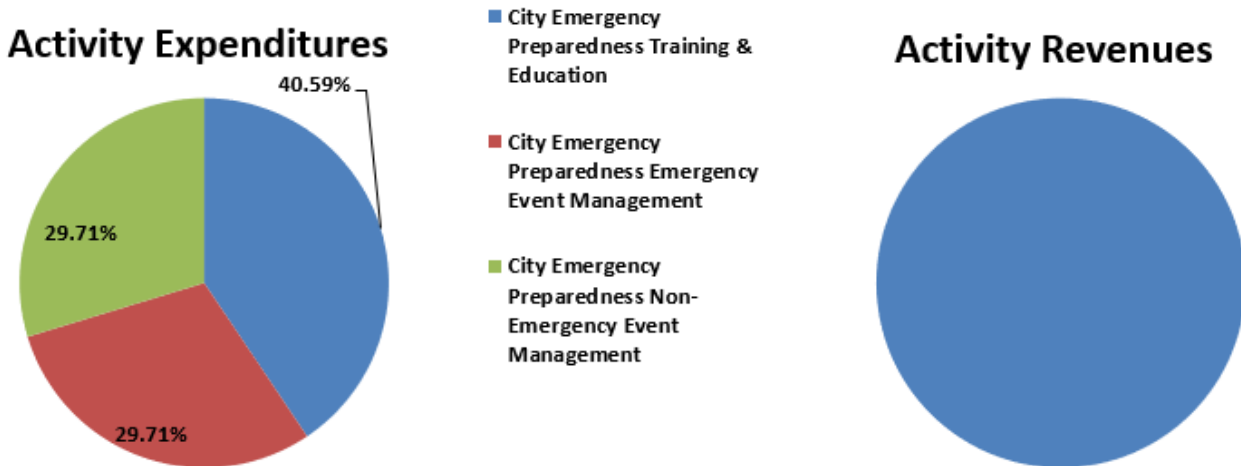 Activity Expenditures
40.59%
29.71%
29.71%
City Emergency
Preparedness Training &
Education
City Emergency
Preparedness Emergency
Event Management
City Emergency
Preparedness Non-
Emergency Event
Management
Activity Revenues